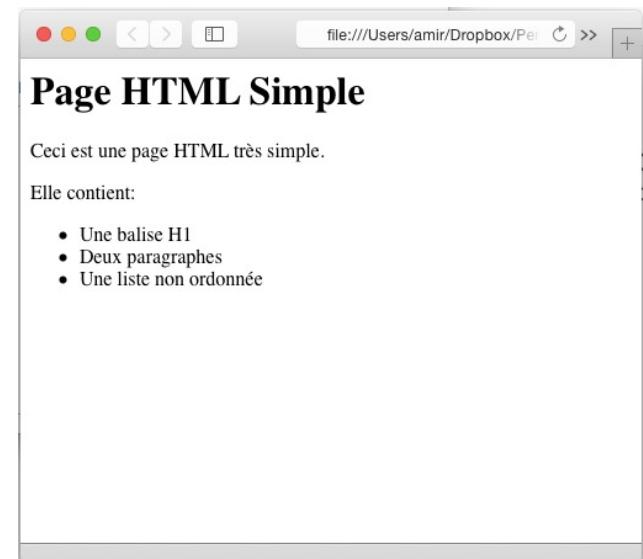 file:///Users/amir/Dropbox/Per >>
Page HTML Simple
Ceci est une page HTML très simple.
Elle contient:
• Une balise H1
• Deux paragraphes
• Une liste non ordonnée